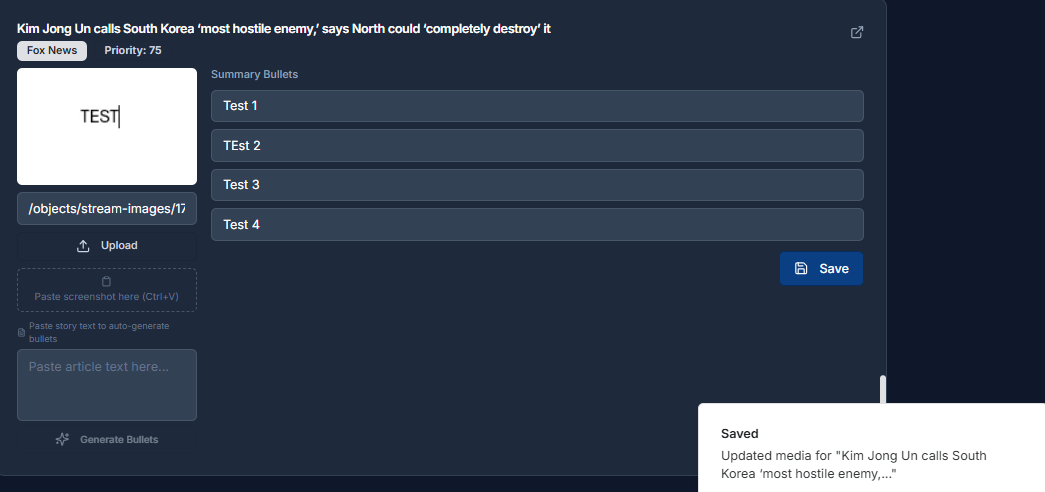 Kim Jong Un calls South Korea ‘most hostile enemy,’ says North could ‘completely destroy’ it
Fox News Priority: 75
TEST
/objects/stream-images/17
Upload
Paste screenshot here (Ctrl+V)
Paste story text to auto-generate
bullets
Paste article text here...
Generate Bullets
Summary Bullets
Test 1
TEst 2
Test 3
Test 4
Save
Saved
Updated media for "Kim Jong Un calls South
Korea ‘most hostile enemy,..."